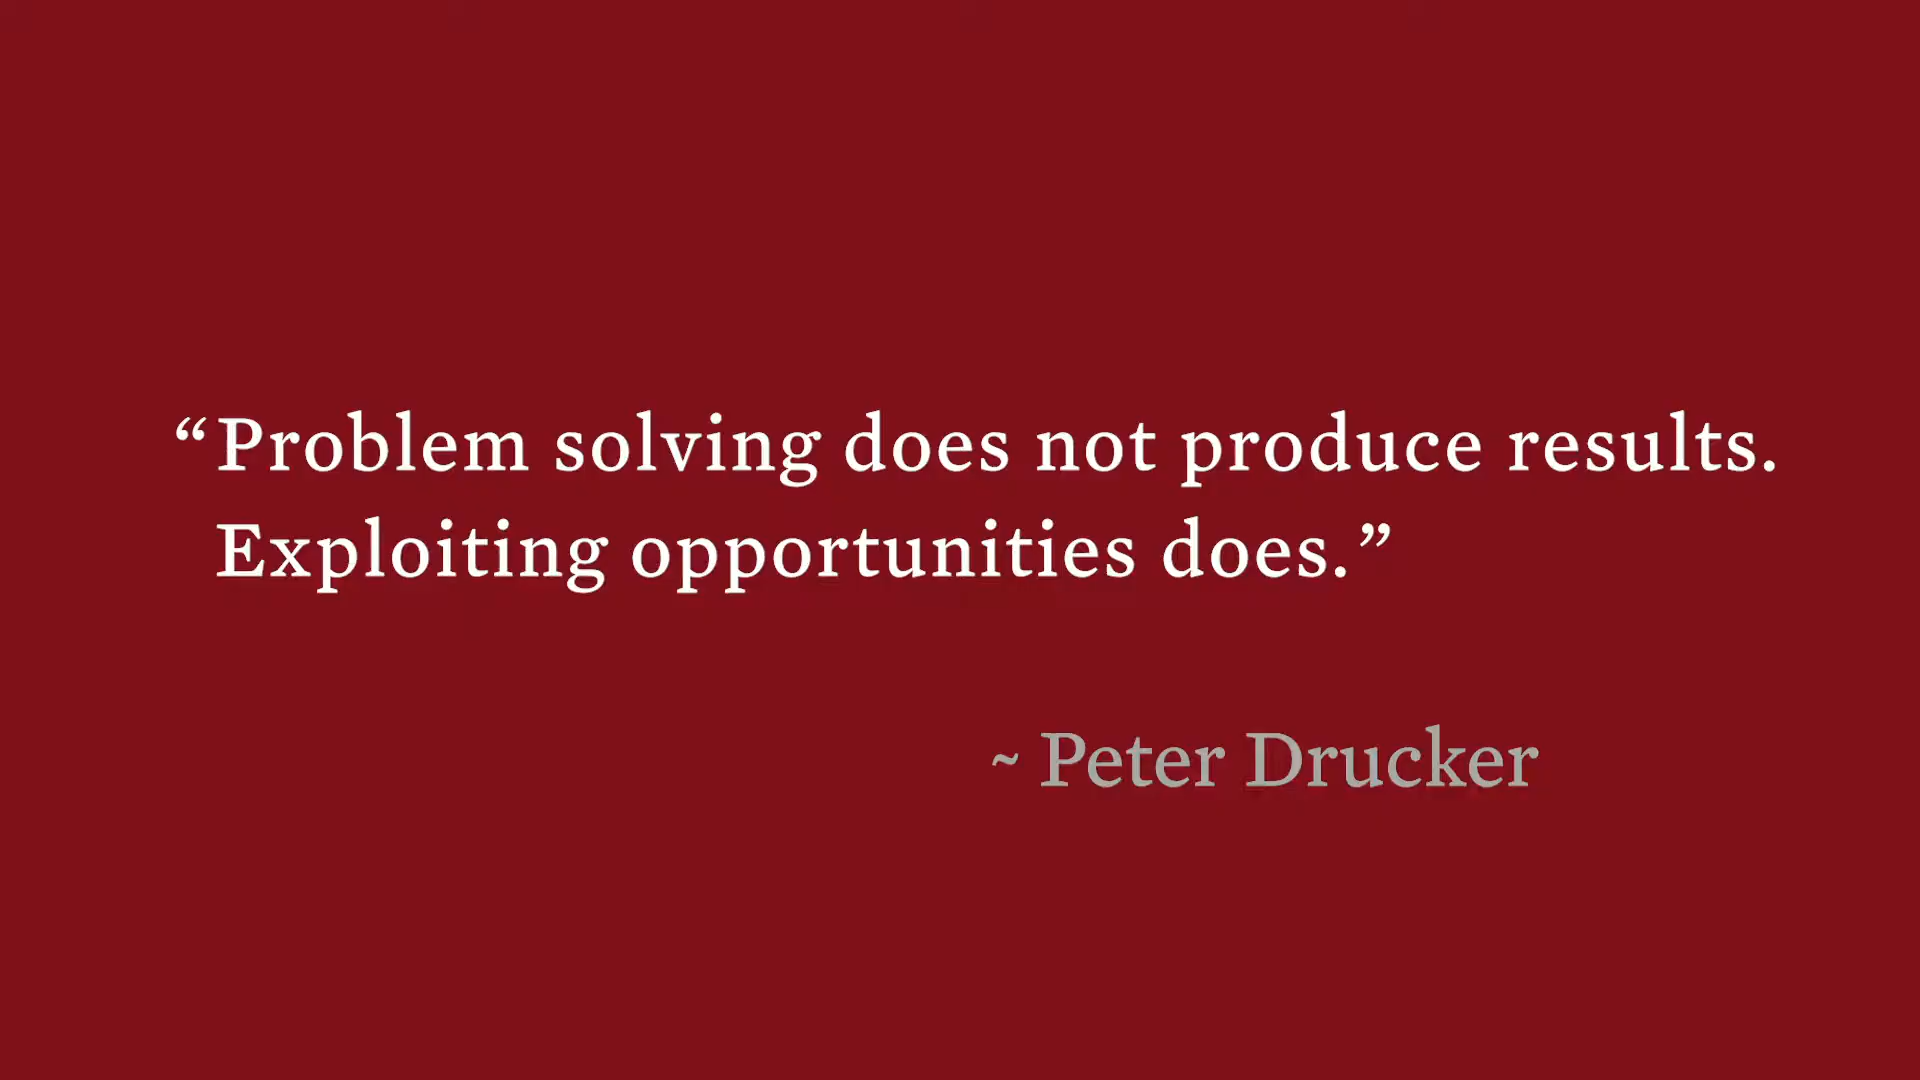 “Problem solving does not produce results.
Exploiting opportunities does.”
~ Peter Drucker